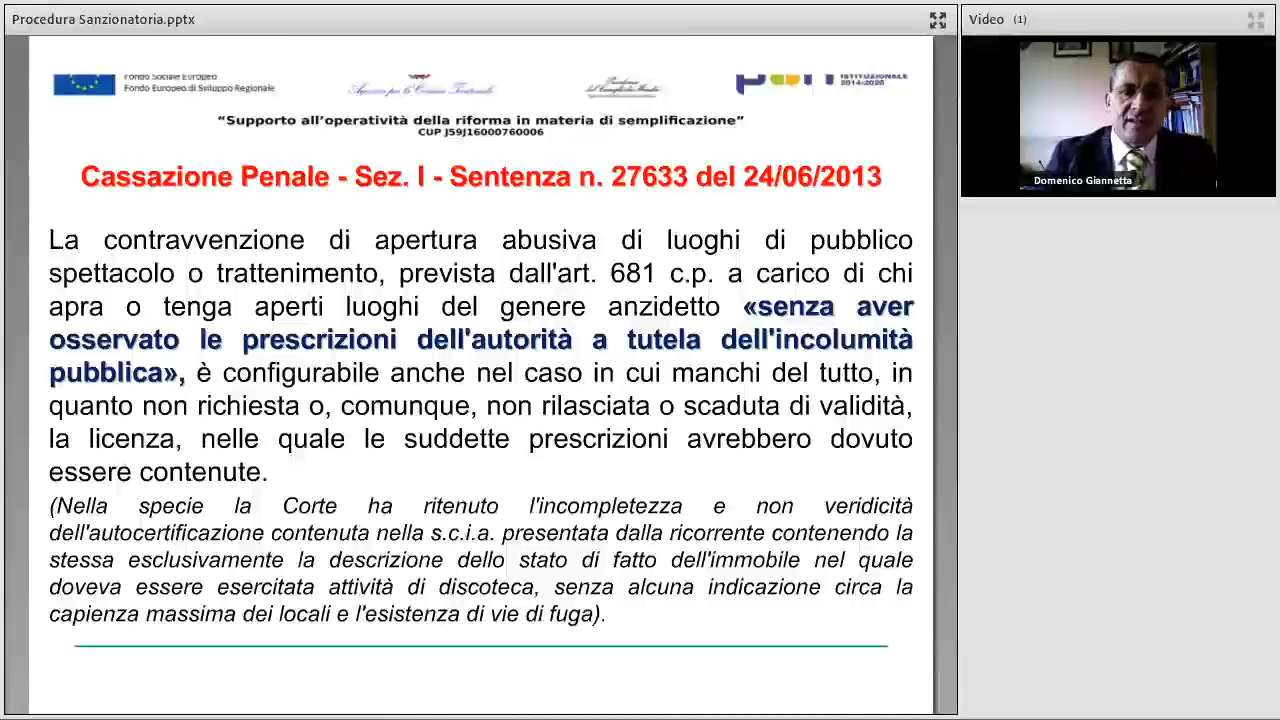 Procedura Sanzionatoria.pptx
Video (1)
Fondo Sociale Europeo
Fondo Europeo di Sviluppo Regionale
ISTITUZIONALE
2014-2020
“Supporto all’operatività della riforma in materia di semplificazione”
CUP J59J16000760006
Cassazione Penale - Sez. I - Sentenza n. 27633 del 24/06/2013
La contravvenzione di apertura abusiva di luoghi di pubblico
spettacolo o trattenimento, prevista dall'art. 681 c.p. a carico di chi
apra o tenga aperti luoghi del genere anzidetto «senza aver
osservato le prescrizioni dell'autorità a tutela dell'incolumità
pubblica», è configurabile anche nel caso in cui manchi del tutto, in
quanto non richiesta o, comunque, non rilasciata o scaduta di validità,
la licenza, nelle quale le suddette prescrizioni avrebbero dovuto
essere contenute.
(Nella specie la Corte ha ritenuto l'incompletezza e non veridicità
dell'autocertificazione contenuta nella s.c.i.a. presentata dalla ricorrente contenendo la
stessa esclusivamente la descrizione dello stato di fatto dell'immobile nel quale
doveva essere esercitata attività di discoteca, senza alcuna indicazione circa la
capienza massima dei locali e l'esistenza di vie di fuga).
Domenico Giannetta